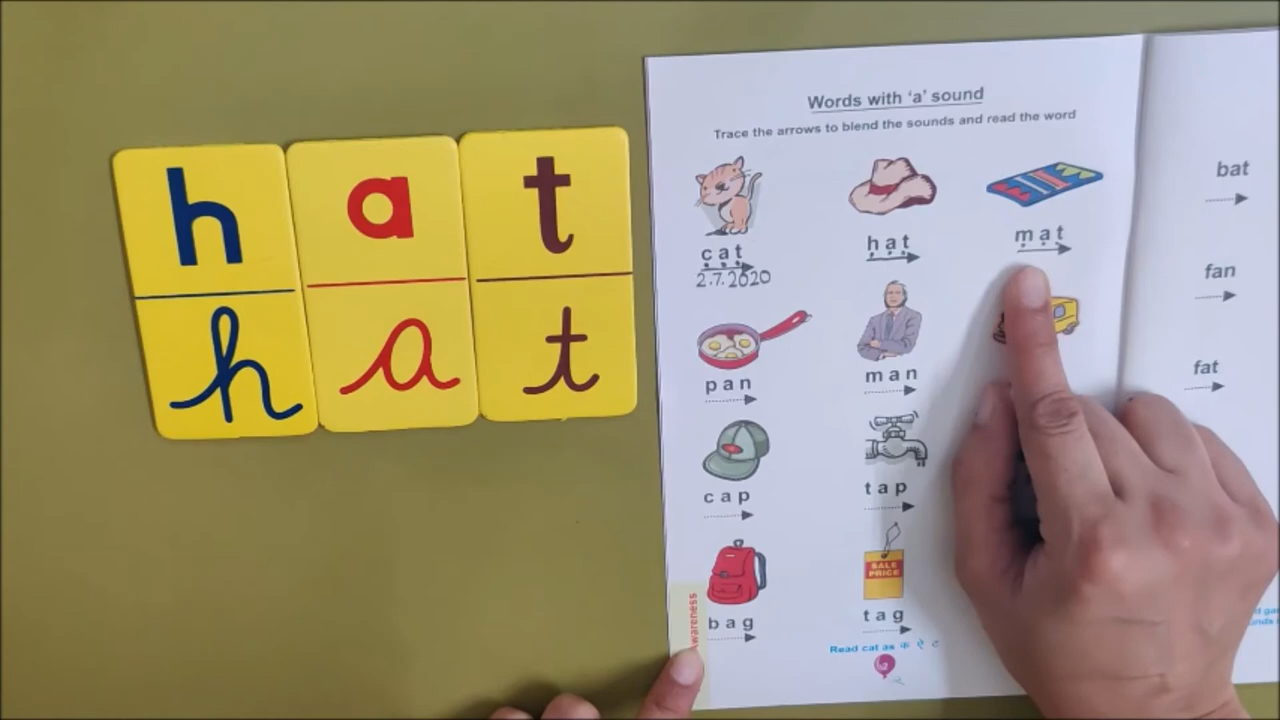 h a t
h a t
Words with 'a' sound
Trace the arrows to blend the sounds and read the word
cat hat mat
2.7.2020
pan man
cap tap
SALE
PRICE
bag tag
Read cat as क ऐ ट
wareness
bat
fan
fat